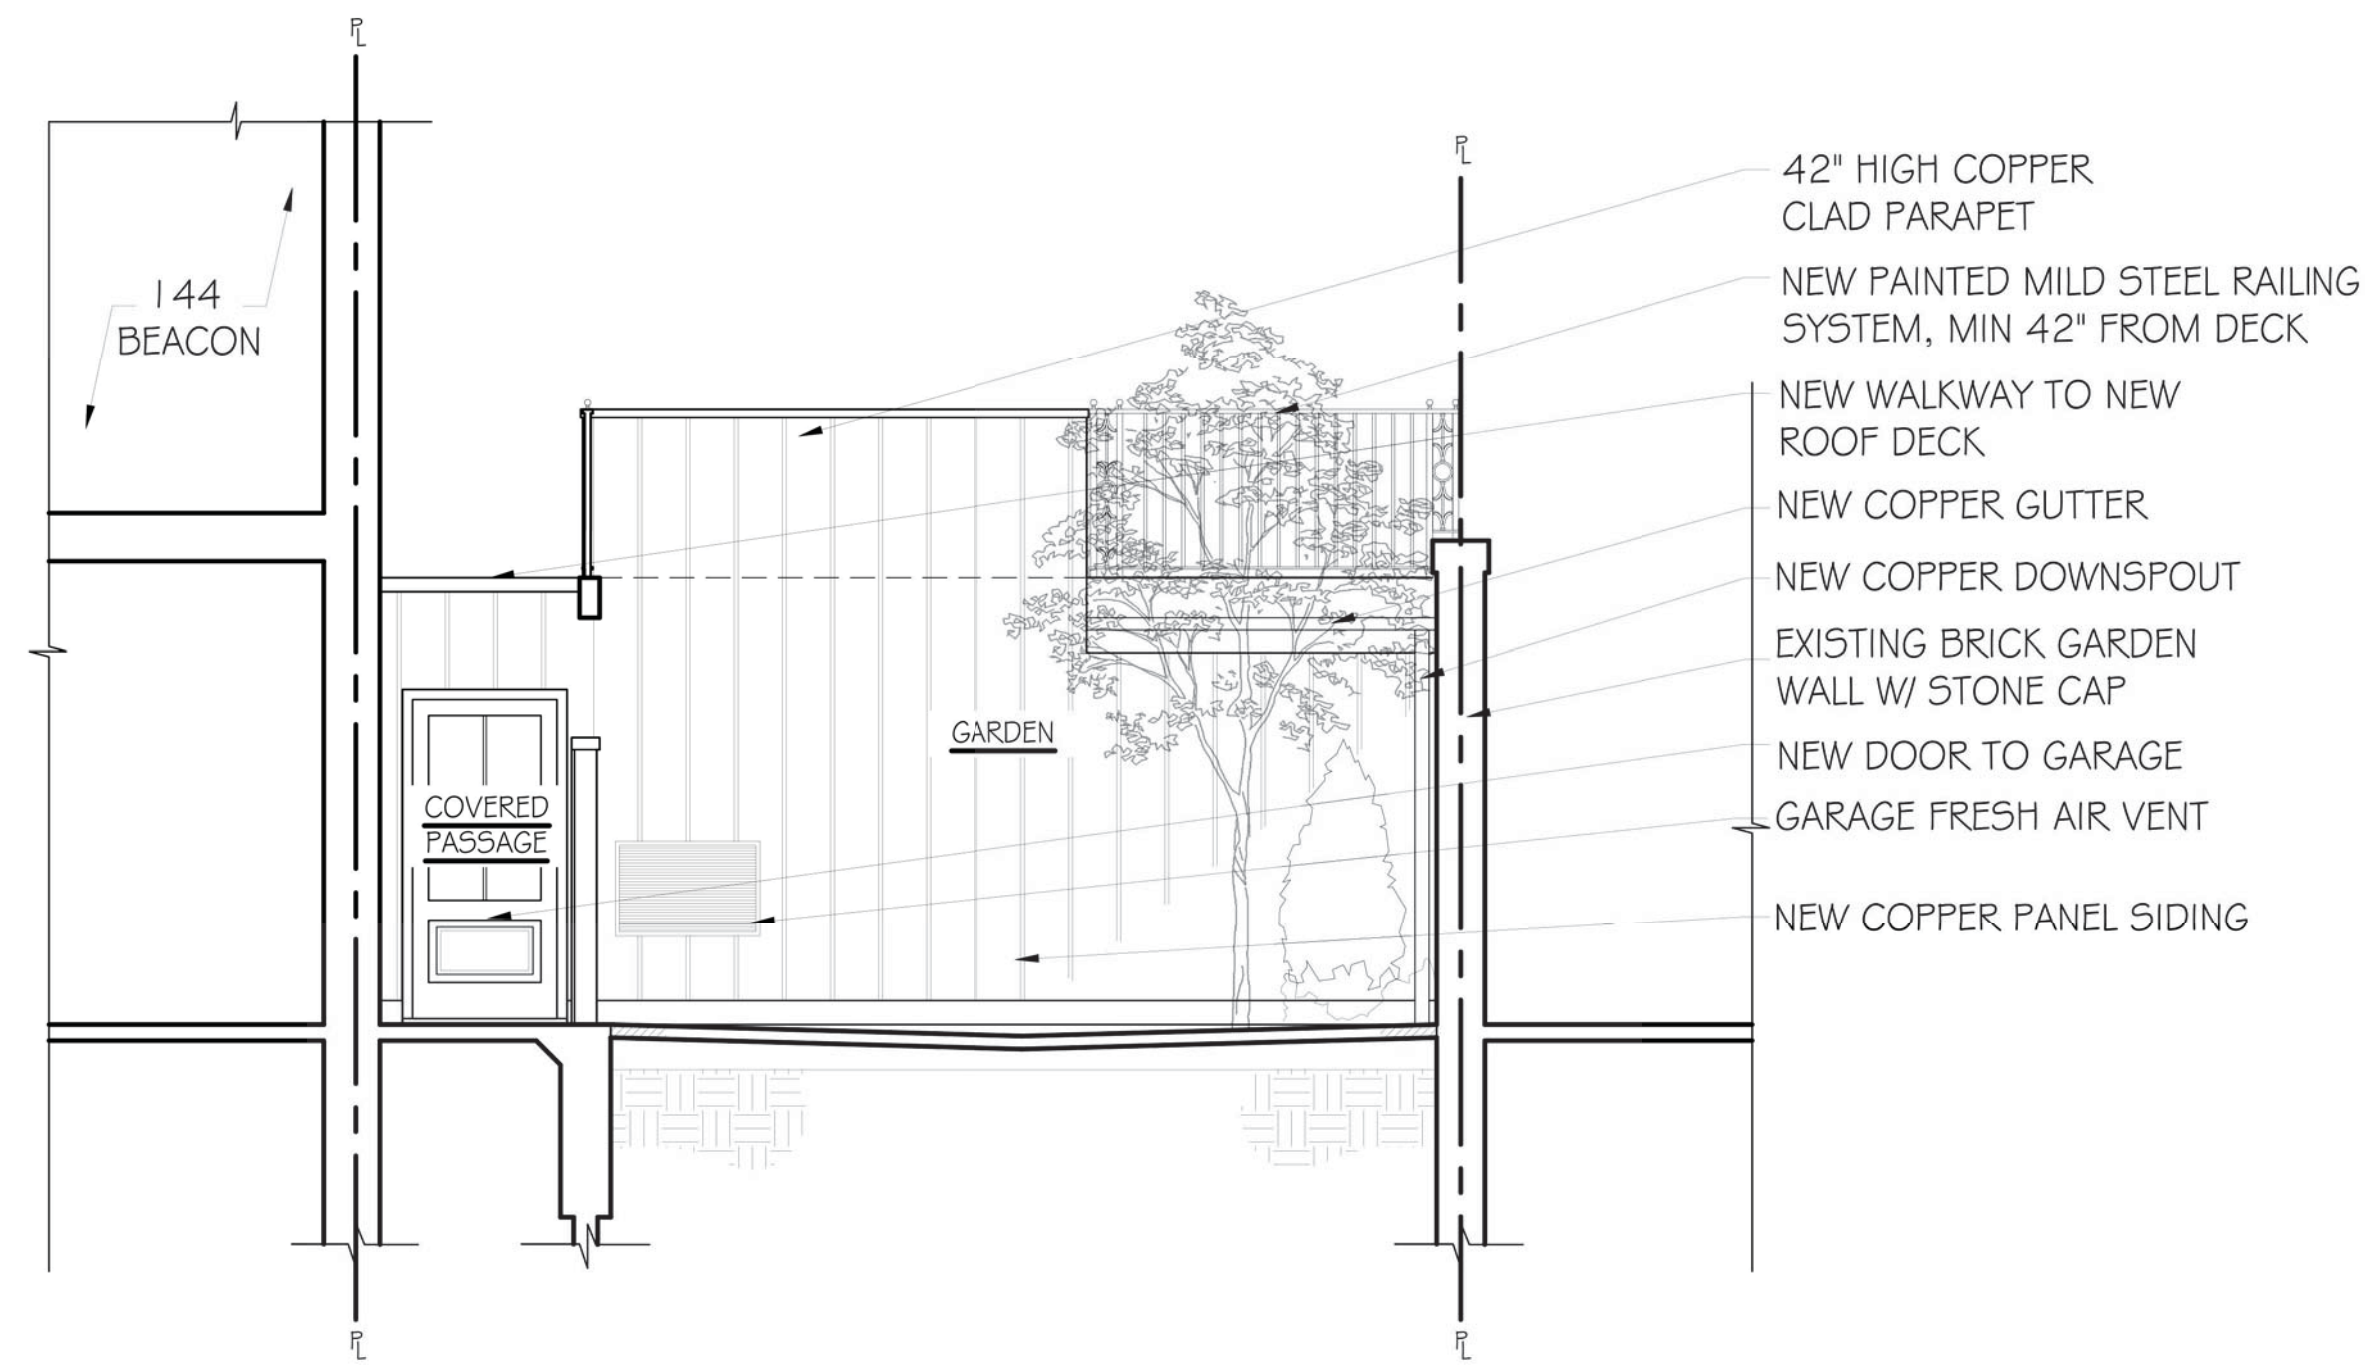 PL
PL
42" HIGH COPPER
CLAD PARAPET
144
BEACON
NEW PAINTED MILD STEEL RAILING
SYSTEM, MIN 42" FROM DECK
NEW WALKWAY TO NEW
ROOF DECK
NEW COPPER GUTTER
NEW COPPER DOWNSPOUT
EXISTING BRICK GARDEN
WALL W/ STONE CAP
GARDEN
NEW DOOR TO GARAGE
COVERED
PASSAGE
GARAGE FRESH AIR VENT
NEW COPPER PANEL SIDING
PL
PL